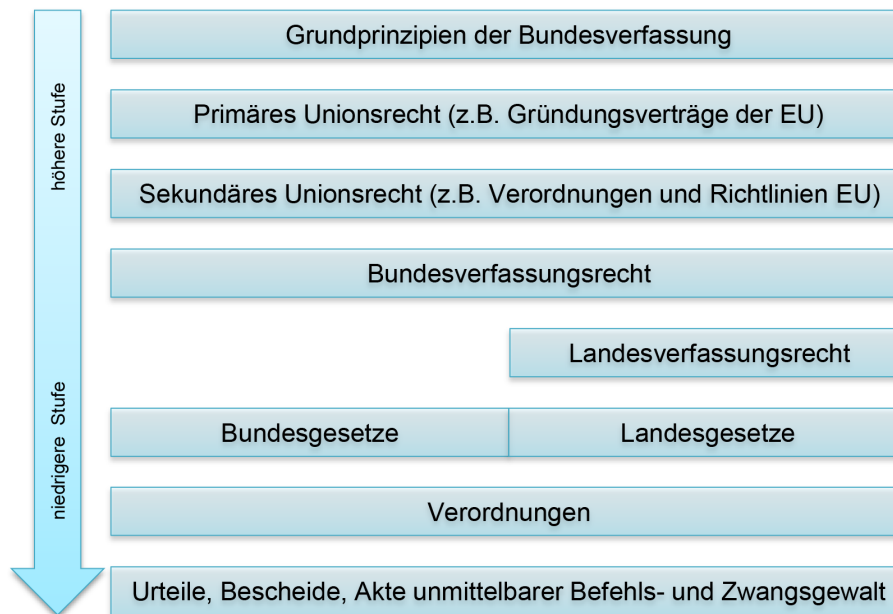 Grundprinzipien der Bundesverfassung
höhere Stufe
Primäres Unionsrecht (z.B. Gründungsverträge der EU)
Sekundäres Unionsrecht (z.B. Verordnungen und Richtlinien EU)
Bundesverfassungsrecht
Landesverfassungsrecht
niedrigere Stufe
Bundesgesetze
Landesgesetze
Verordnungen
Urteile, Bescheide, Akte unmittelbarer Befehls- und Zwangsgewalt